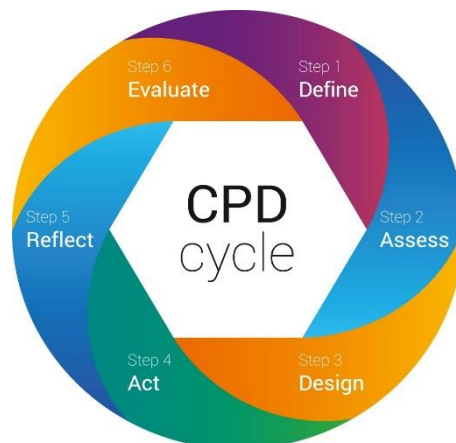 CPD
cycle
Step 1
Define
Step 2
Assess
Step 3
Design
Step 4
Act
Step 5
Reflect
Step 6
Evaluate